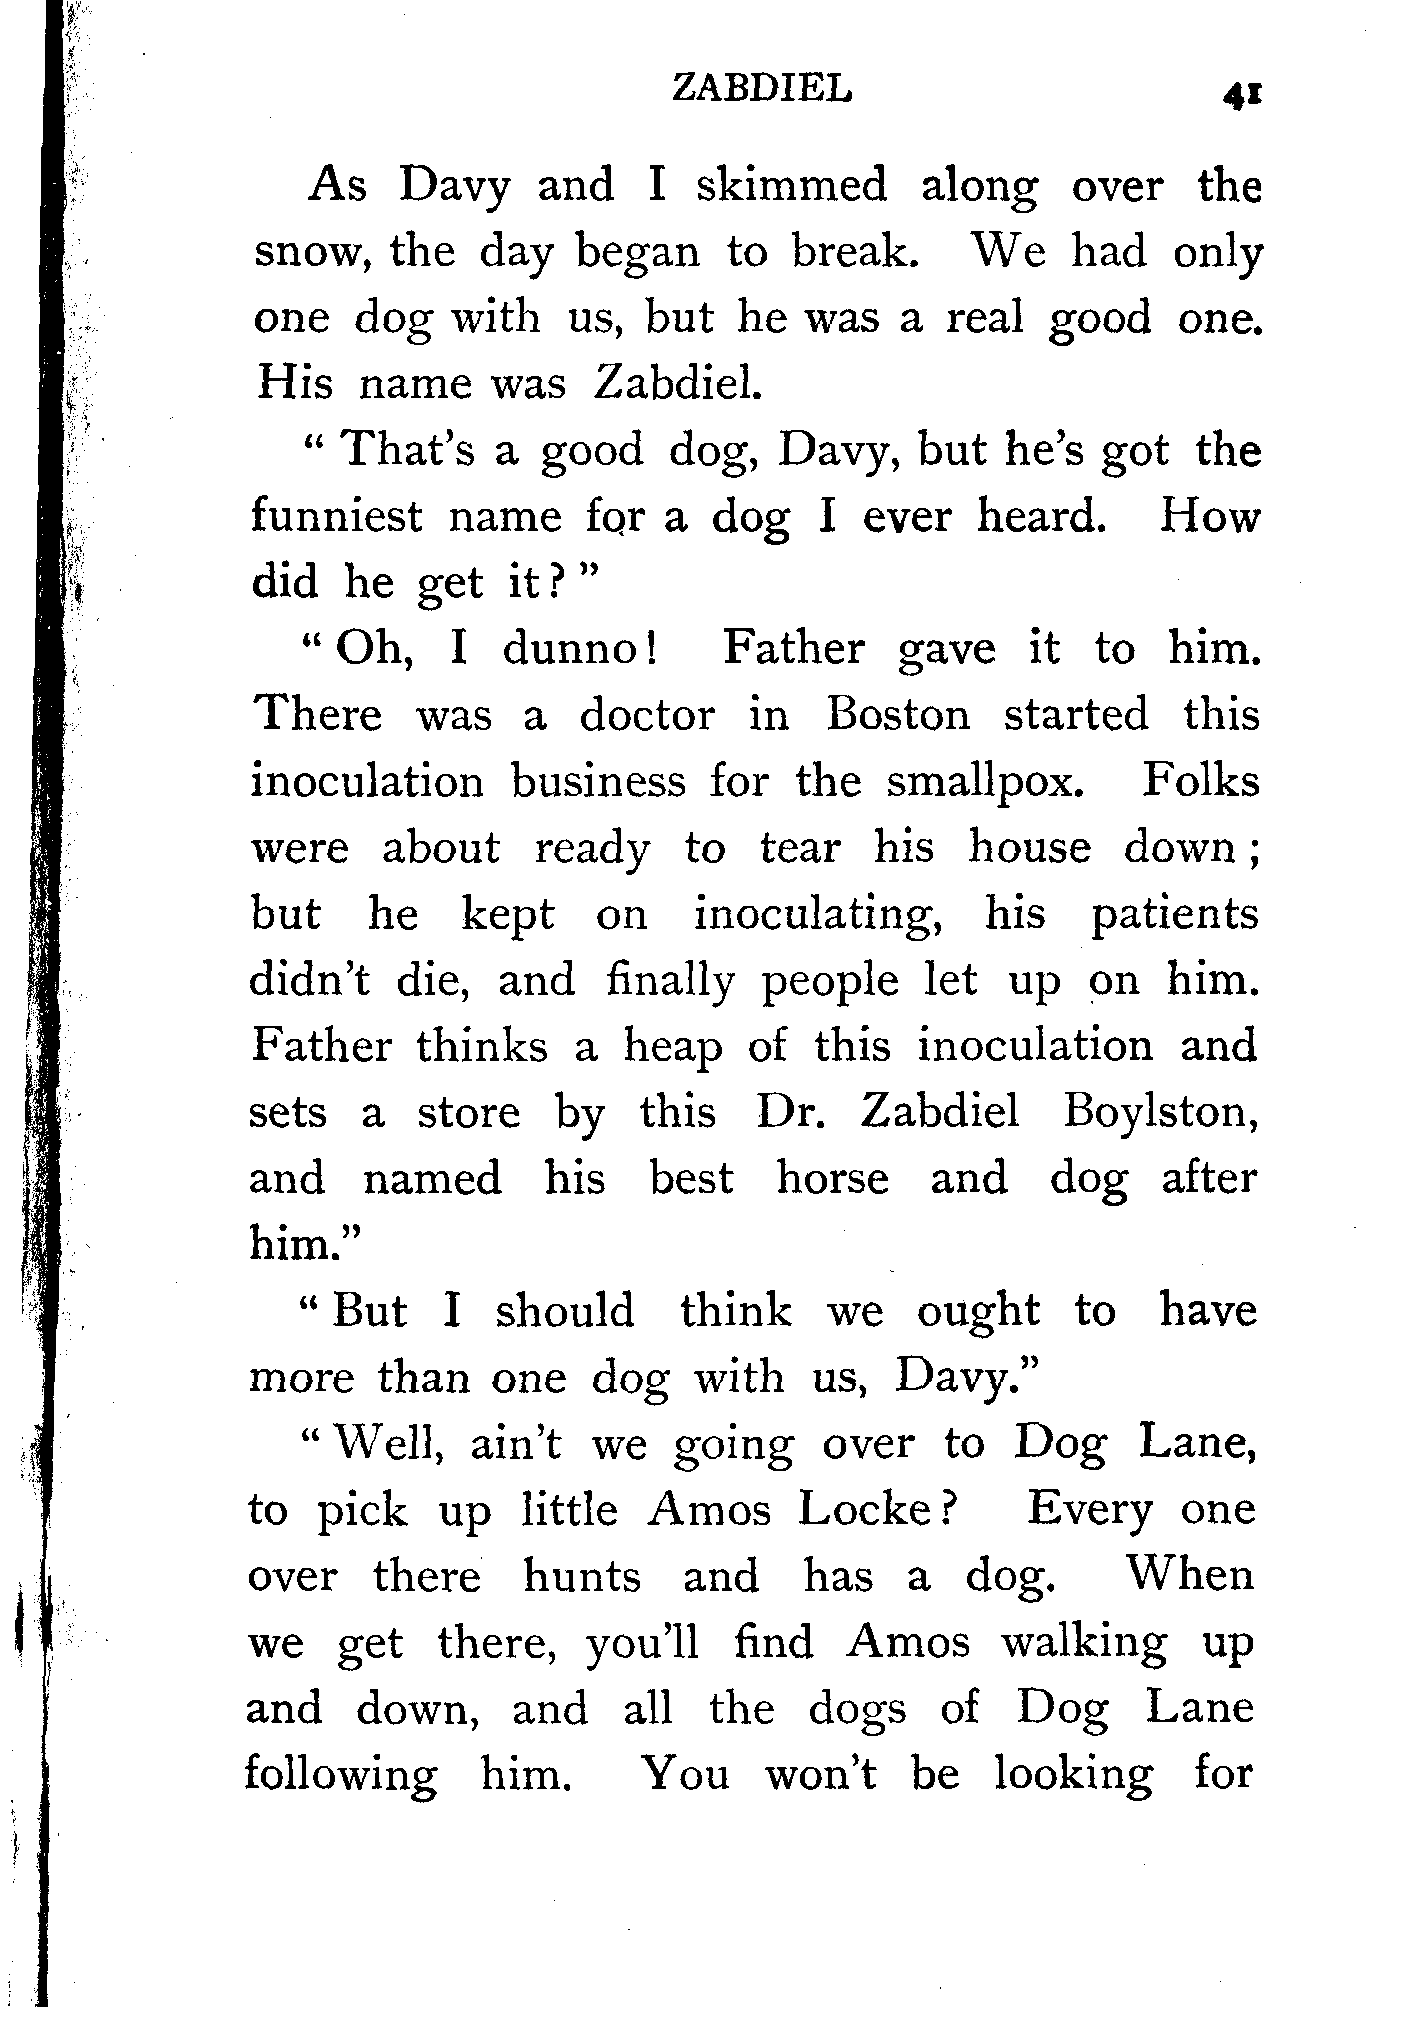 ZABDIEL 41
As Davy and I skimmed along over the
snow, the day began to break. We had only
one dog with us, but he was a real good one.
His name was Zabdiel.
" That's a good dog, Davy, but he's got the
funniest name for a dog I ever heard. How
did he get it? "
" Oh, I dunno! Father gave it to him.
There was a doctor in Boston started this
inoculation business for the smallpox. Folks
were about ready to tear his house down ;
but he kept on inoculating, his patients
didn't die, and finally people let up on him.
Father thinks a heap of this inoculation and
sets a store by this Dr. Zabdiel Boylston,
and named his best horse and dog after
him."
" But I should think we ought to have
more than one dog with us, Davy."
" Well, ain't we going over to Dog Lane,
to pick up little Amos Locke? Every one
over there hunts and has a dog. When
we get there, you'll find Amos walking up
and down, and all the dogs of Dog Lane
following him. You won't be looking for